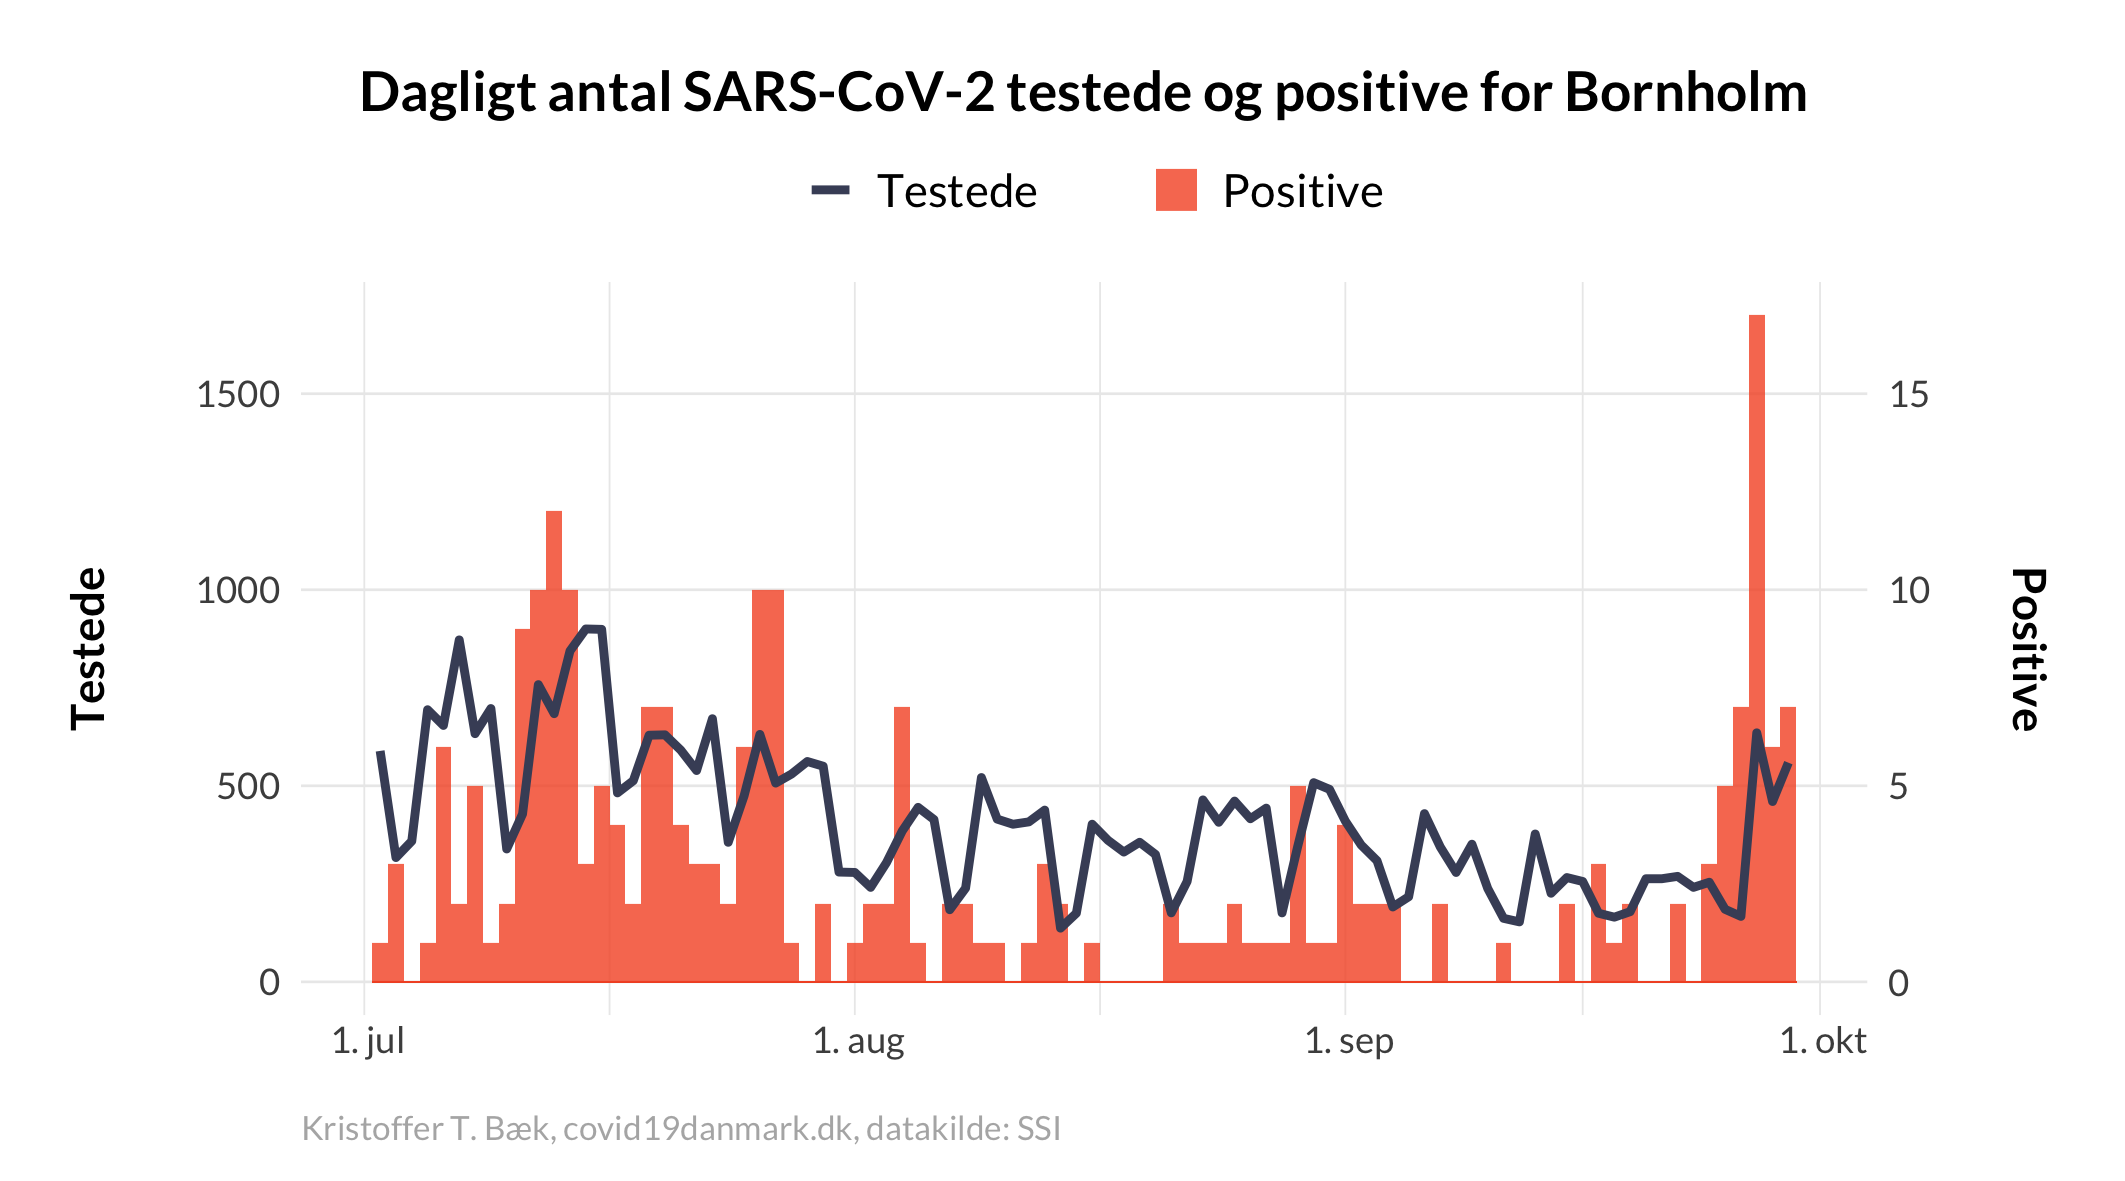 Dagligt antal SARS-CoV-2 testede og positive for Bornholm
Testede
Positive
Testede
1500
1000
500
0
15
10
5
0
Positive
1. jul
1. aug
1. sep
1. okt
Kristoffer T. Bæk, covid19danmark.dk, datakilde: SSI